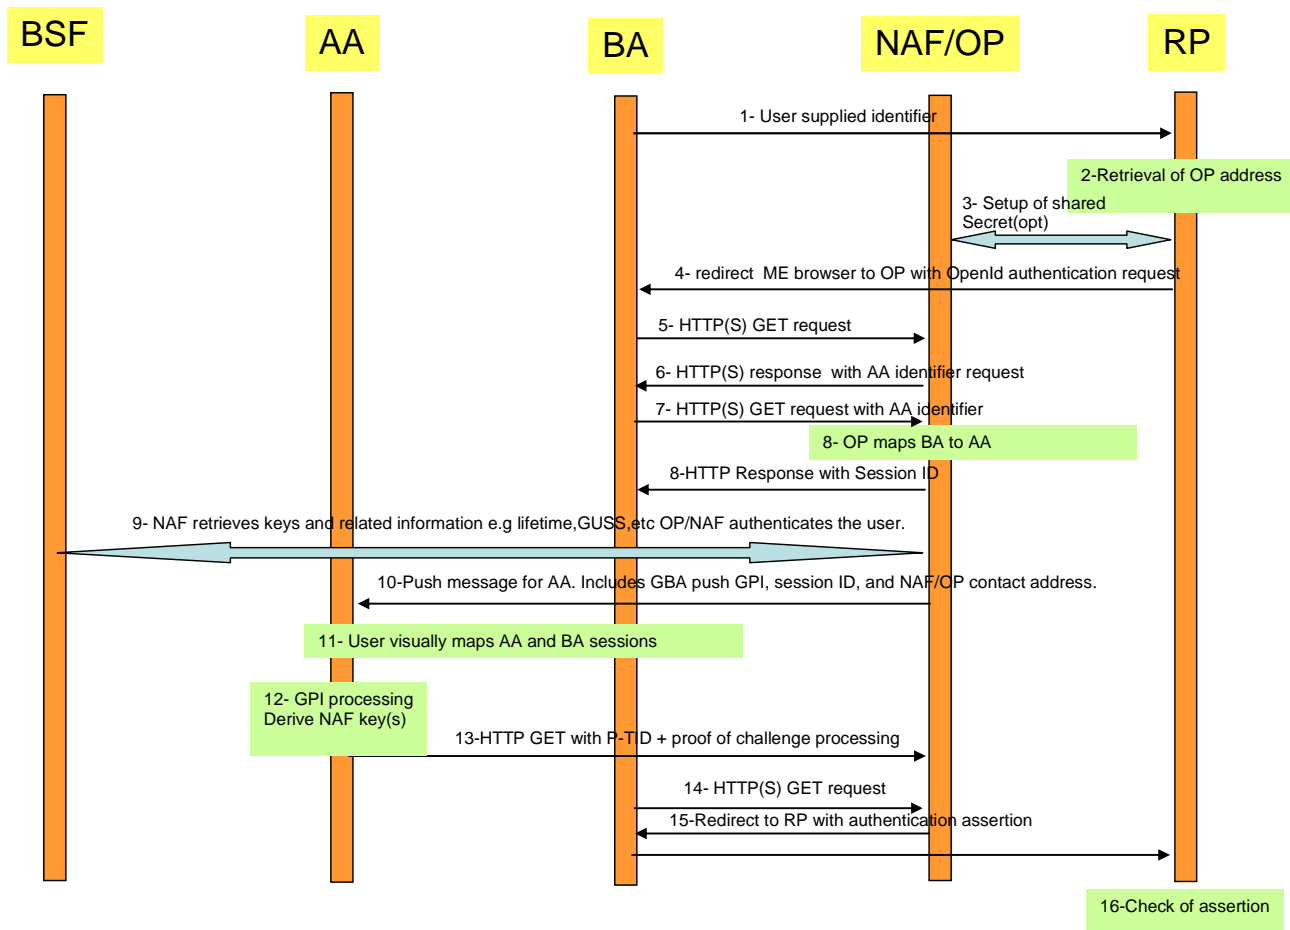 BSF
AA
BA
NAF/OP
RP
1- User supplied identifier
2-Retrieval of OP address
3- Setup of shared
Secret(opt)
4- redirect  ME browser to OP with OpenId authentication request
5- HTTP(S) GET request
6- HTTP(S) response  with AA identifier request
7- HTTP(S) GET request with AA identifier
8- OP maps BA to AA
8-HTTP Response with Session ID
9- NAF retrieves keys and related information e.g lifetime,GUSS,etc OP/NAF authenticates the user.
10-Push message for AA. Includes GBA push GPI, session ID, and NAF/OP contact address.
11- User visually maps AA and BA sessions
12- GPI processing
Derive NAF key(s)
13-HTTP GET with P-TID + proof of challenge processing
14- HTTP(S) GET request
15-Redirect to RP with authentication assertion
16-Check of assertion